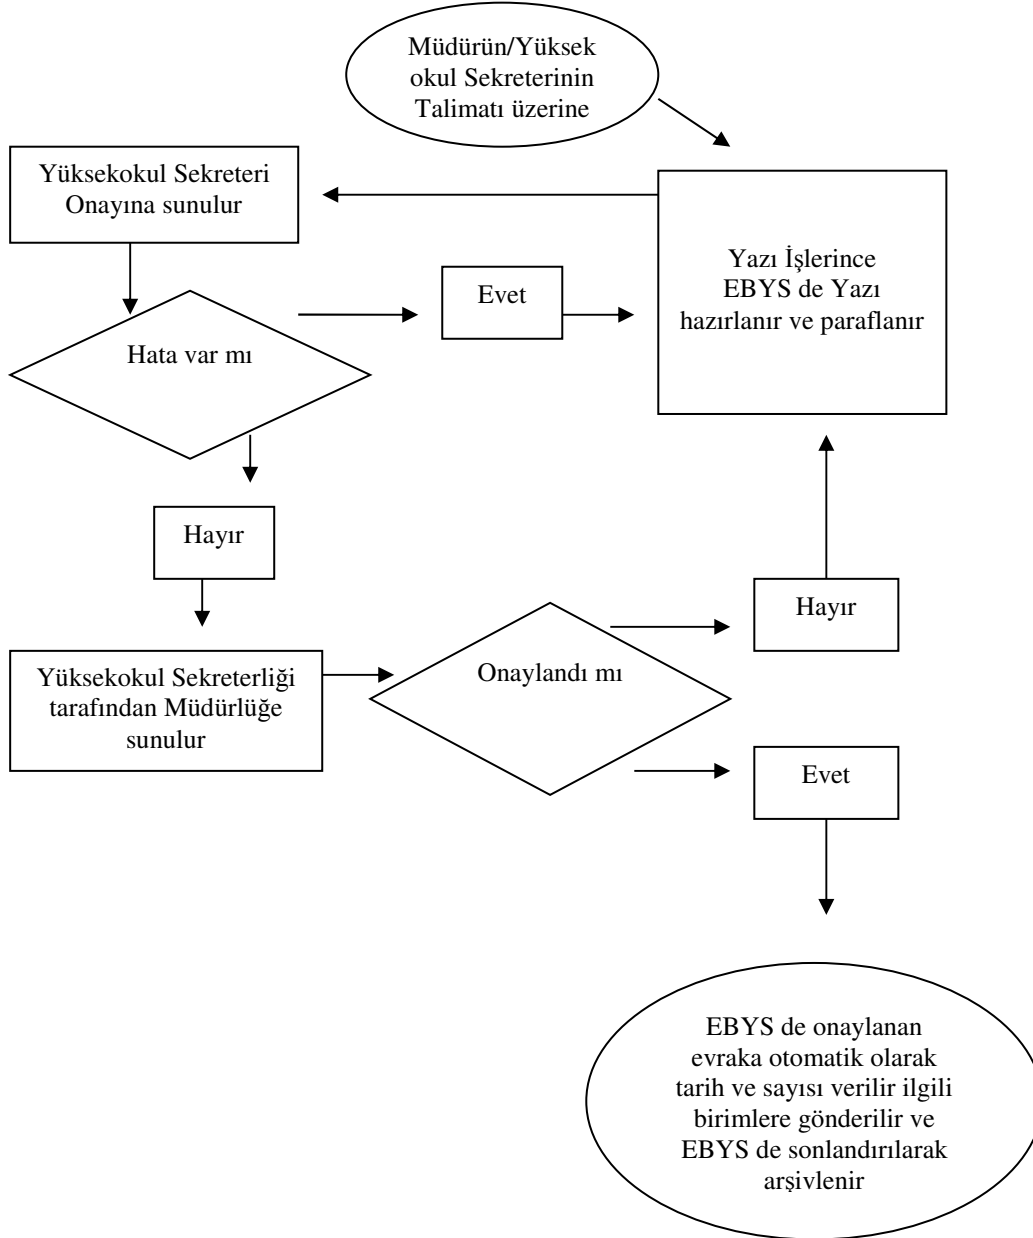 Müdürün/Yüksek
okul Sekreterinin
Talimatı üzerine
Yüksekokul Sekreteri
Onayına sunulur
Yazı İşlerince
EBYS de Yazı
hazırlanır ve paraflanır
Evet
Hata var mı
Hayır
Hayır
Yüksekokul Sekreterliği
tarafından Müdürlüğe
sunulur
Onaylandı mı
Evet
EBYS de onaylanan
evraka otomatik olarak
tarih ve sayısı verilir ilgili
birimlere gönderilir ve
EBYS de sonlandırılarak
arşivlenir